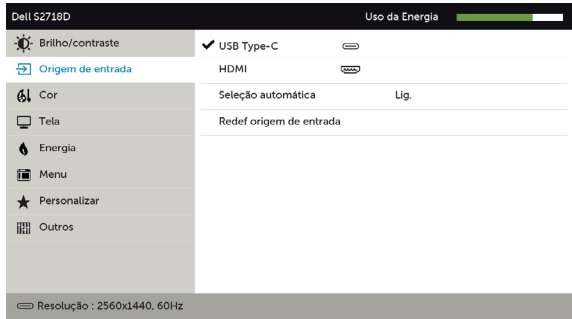 Dell S2718D Uso da Energia
Brilho/contraste
Origem de entrada
Cor
Tela
Energia
Menu
Personalizar
Outros
USB Type-C
HDMI
Seleção automática Lig.
Redef origem de entrada
Resolução : 2560x1440, 60Hz